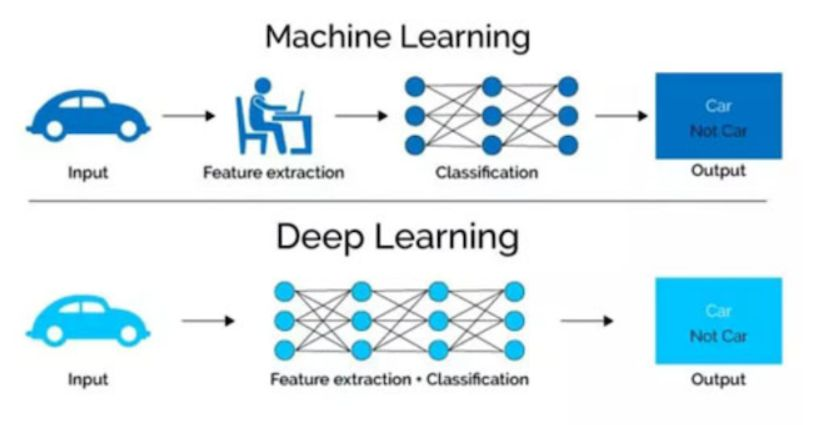 Machine Learning
Car
Not Car
Input
Feature extraction
Classification
Output
Deep Learning
Car
Not Car
Input
Feature extraction + Classification
Output